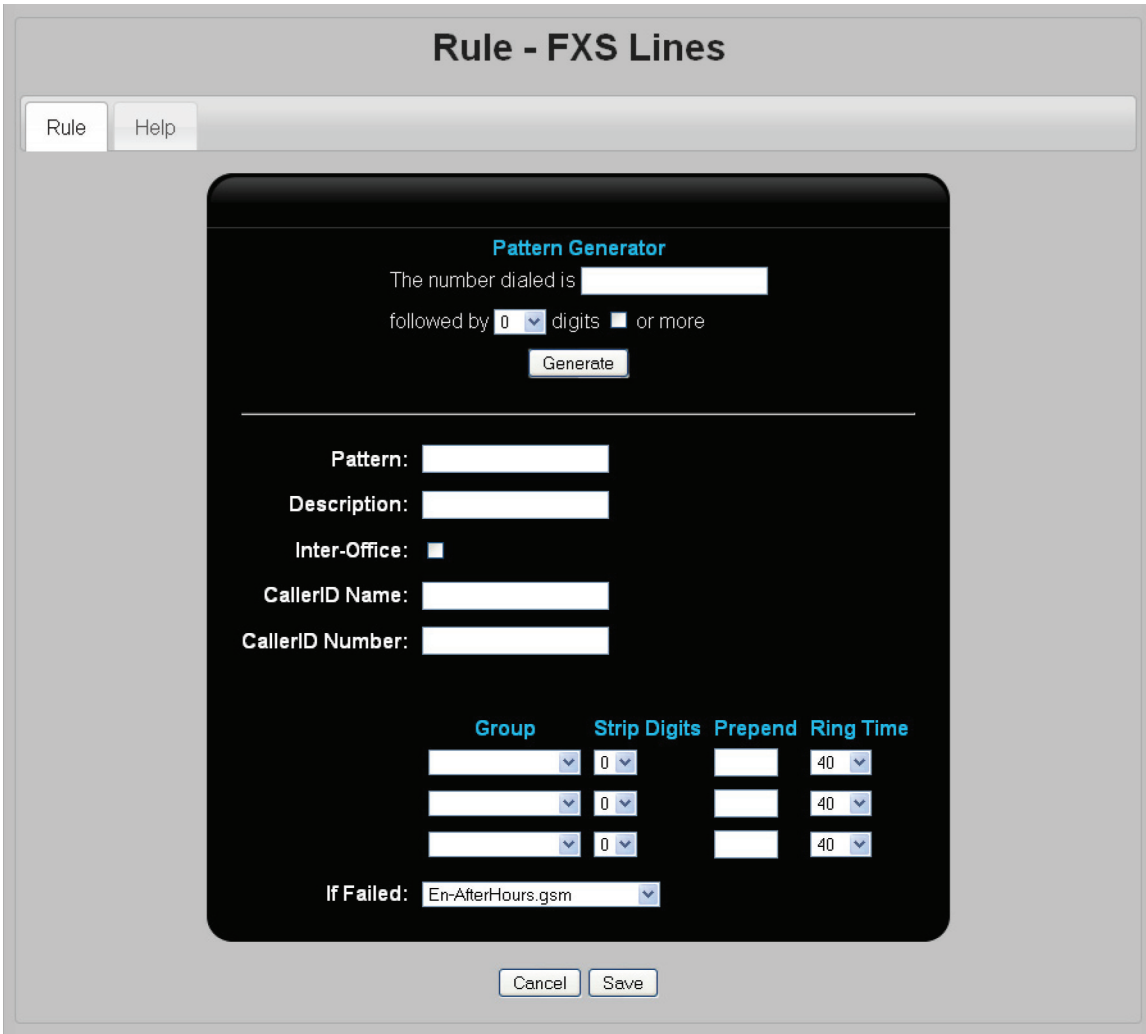 Rule - FXS Lines
Rule Help
Pattern Generator
The number dialed is
followed by 0 digits or more
Generate
Pattern:
Description:
Inter-Office:
CallerID Name:
CallerID Number:
Group Strip Digits Prepend Ring Time
0 40
0 40
0 40
If Failed: En-AfterHours.gsm
Cancel Save